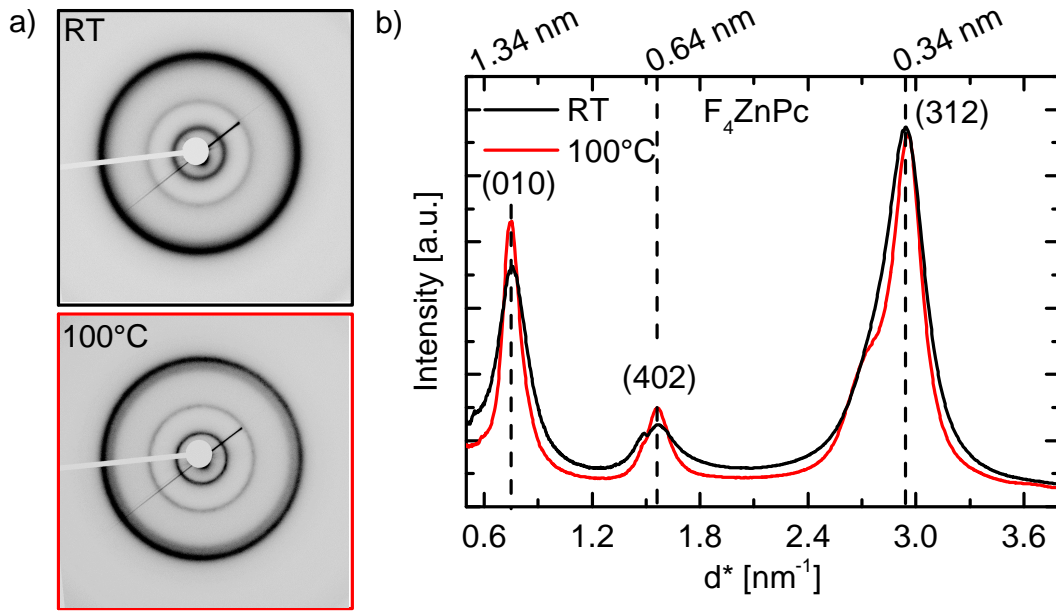 a)
RT
100°C
b)
1.34 nm
0.64 nm
0.34 nm
RT
100°C
F₄ZnPc
(010)
(402)
(312)
Intensity [a.u.]
0.6 1.2 1.8 2.4 3.0 3.6
d* [nm⁻¹]